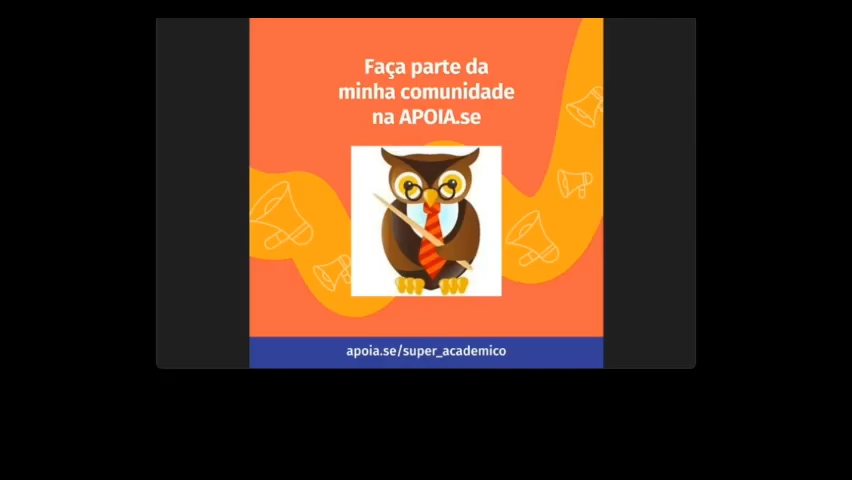 Faça parte da
minha comunidade
na APOIA.se
apoia.se/super_academico